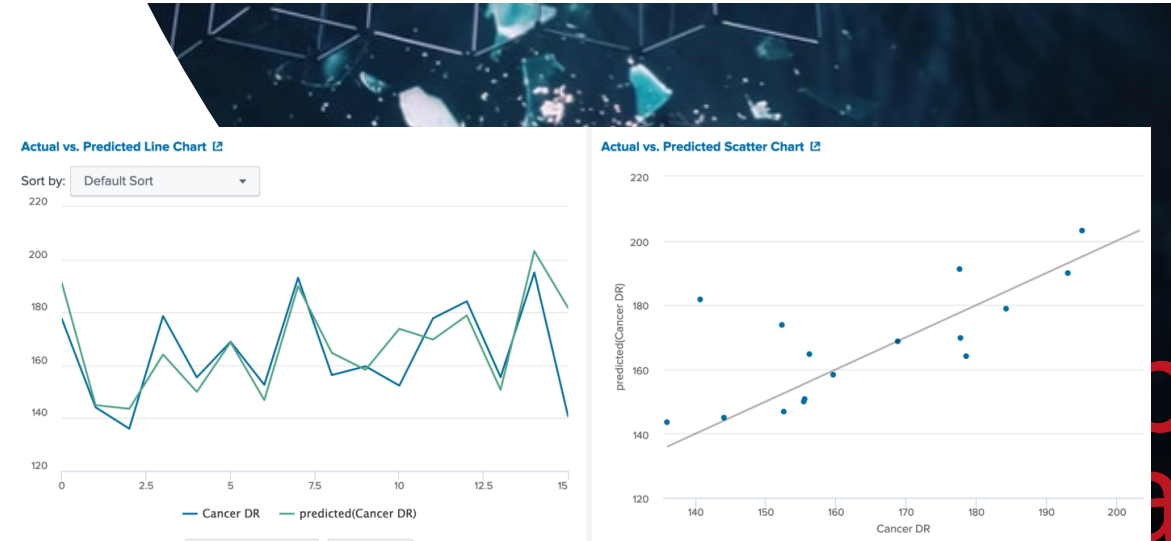 Actual vs. Predicted Line Chart
Sort by: Default Sort
220
200
180
160
140
120
0 2.5 5 7.5 10 12.5 15
Cancer DR predicted(Cancer DR)
Actual vs. Predicted Scatter Chart
predicted(Cancer DR)
220
200
180
160
140
120
140 150 160 170 180 190 200
Cancer DR